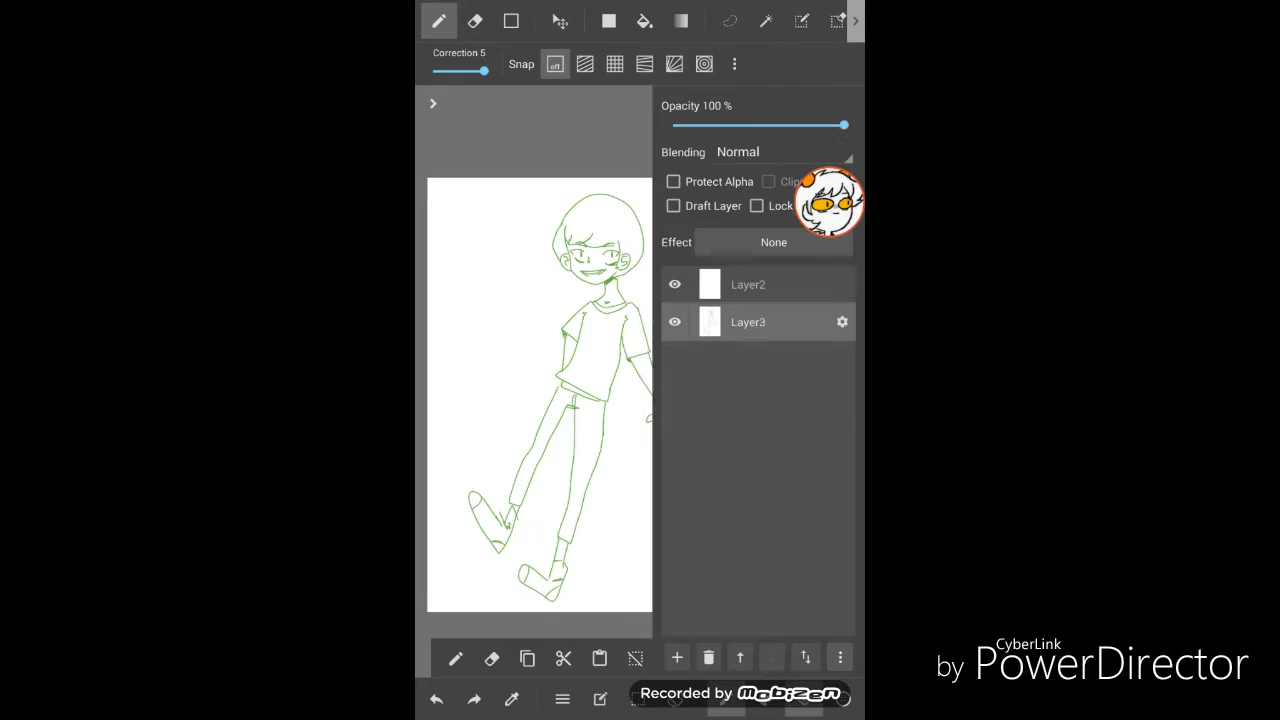 Correction 5
Snap
off
Opacity 100 %
Blending Normal
Protect Alpha
Draft Layer
Lock
Effect None
Layer2
Layer3
Recorded by MOBIZEN
CyberLink
by PowerDirector